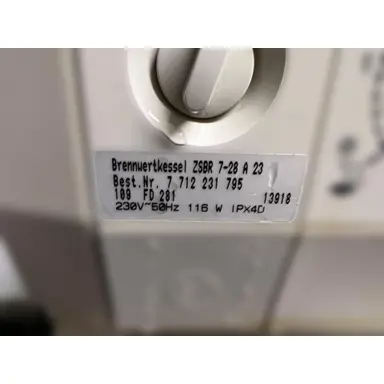 Brennwertkessel ZSBR 7-28 A 23
Best.Nr. 7 712 231 795
109 FD 281 13918
230V~50Hz 116 W IPX4D